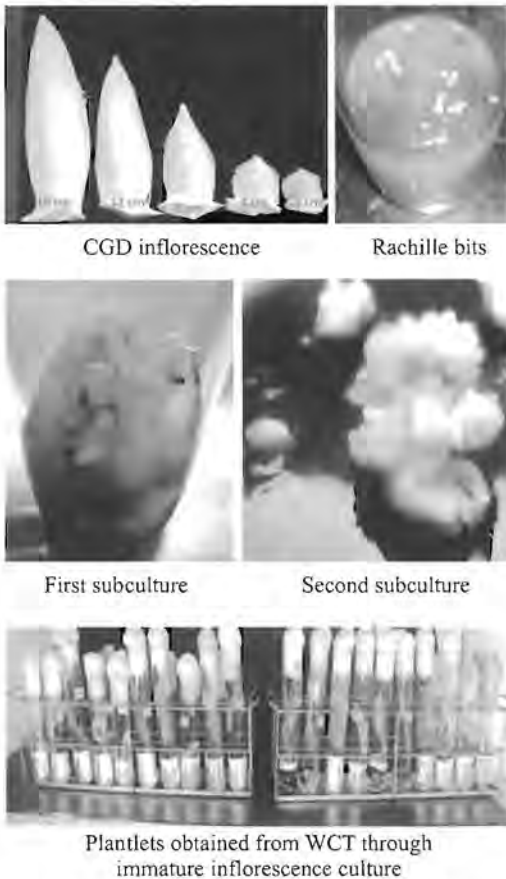 CGD inflorescence
Rachille bits
First subculture
Second subculture
Plantlets obtained from WCT through
immature inflorescence culture